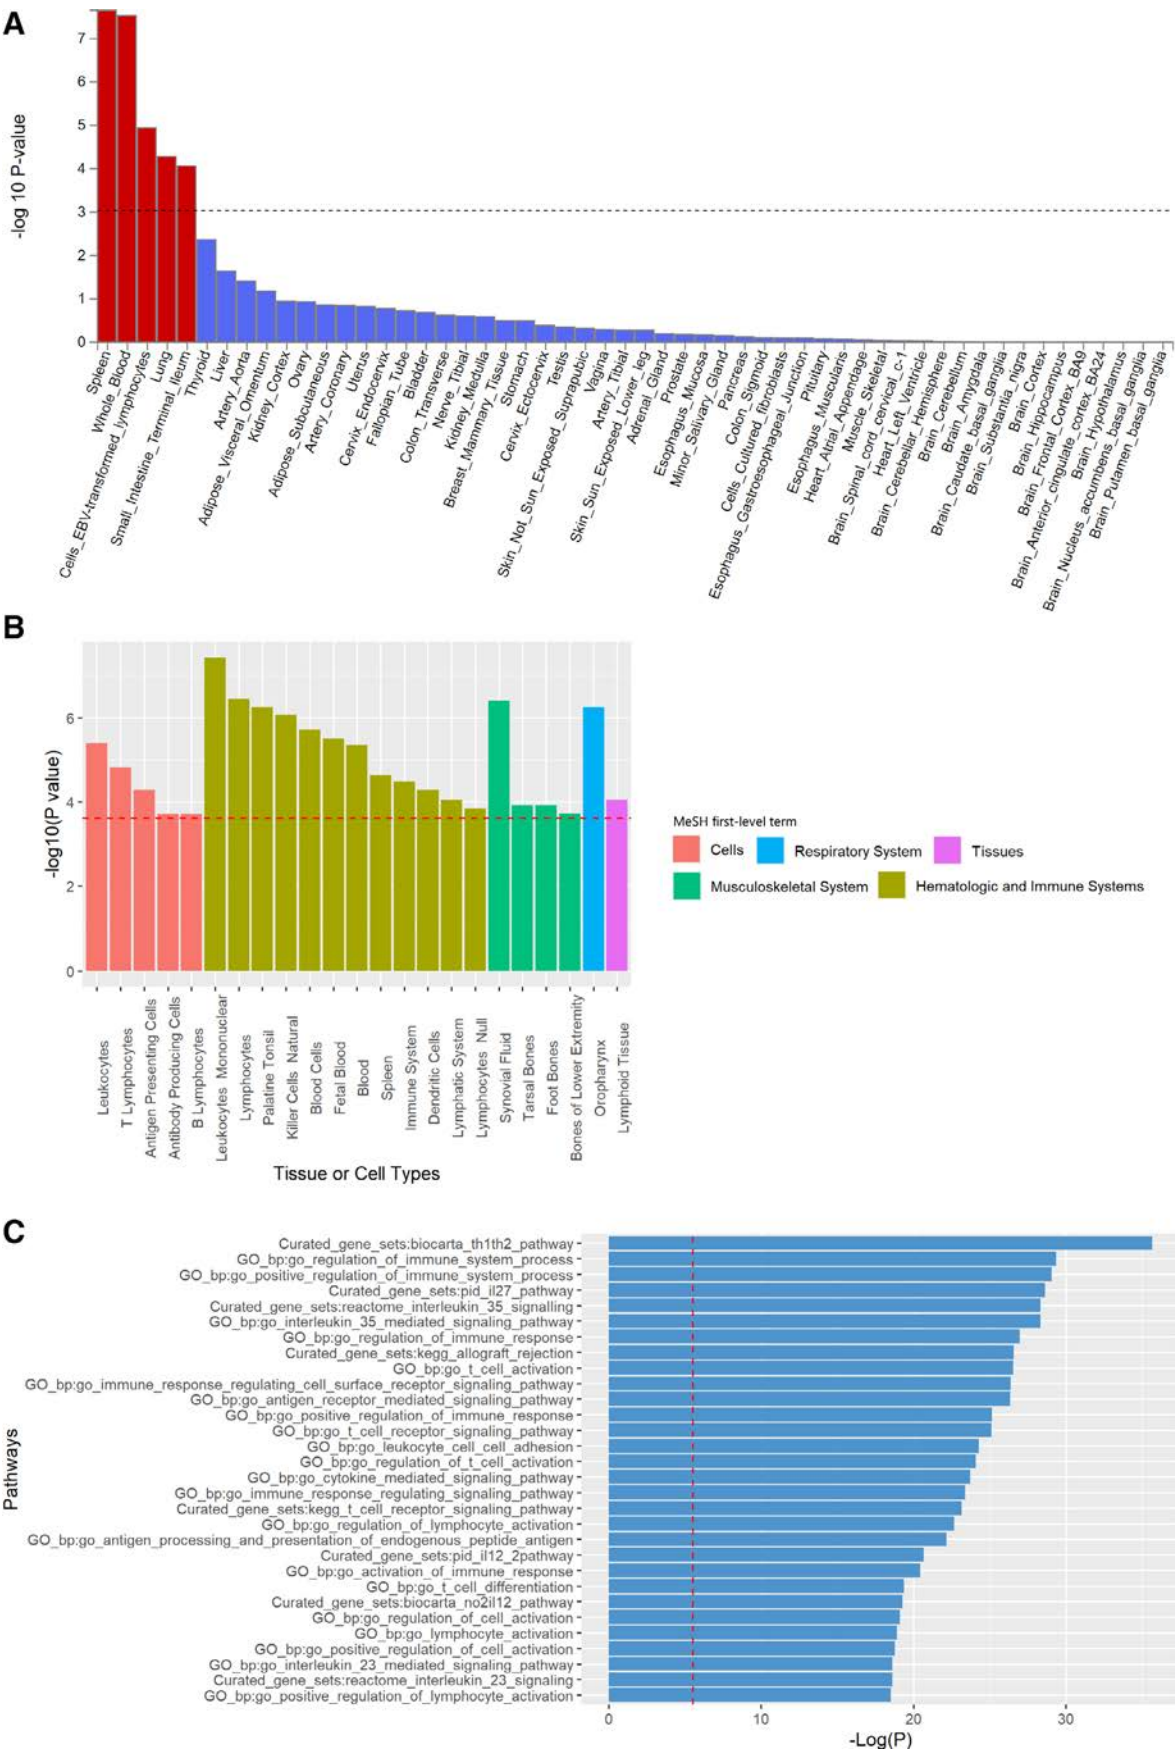 A
-log 10 P-value
7
6
5
4
3
2
1
0
Spleen
Whole_Blood
Cells_EBV-transformed_lymphocytes
Lung
Small_Intestine_Terminal_Ileum
Thyroid
Liver
Artery_Aorta
Adipose_Visceral_Omentum
Kidney_Cortex
Ovary
Adipose_Subcutaneous
Artery_Coronary
Uterus
Cervix_Endocervix
Fallopian_Tube
Bladder
Colon_Transverse
Nerve_Tibial
Kidney_Medulla
Breast_Mammary_Tissue
Stomach
Cervix_Ectocervix
Testis
Skin_Not_Sun_Exposed_Suprapubic
Vagina
Artery_Tibial
Skin_Sun_Exposed_Lower_leg
Adrenal_Gland
Prostate
Esophagus_Mucosa
Minor_Salivary_Gland
Pancreas
Colon_Sigmoid
Cells_Cultured_fibroblasts
Esophagus_Gastroesophageal_Junction
Pituitary
Esophagus_Muscularis
Heart_Atrial_Appendage
Muscle_Skeletal
Brain_Spinal_cord_cervical_c-1
Heart_Left_Ventricle
Brain_Cerebellar_Hemisphere
Brain_Cerebellum
Brain_Amygdala
Brain_Caudate_basal_ganglia
Brain_Substantia_nigra
Brain_Cortex
Brain_Hippocampus
Brain_Frontal_Cortex_BA9
Brain_Anterior_cingulate_cortex_BA24
Brain_Hypothalamus
Brain_Nucleus_accumbens_basal_ganglia
Brain_Putamen_basal_ganglia
B
-log10(P value)
6
4
2
0
Leukocytes
T Lymphocytes
Antigen Presenting Cells
Antibody Producing Cells
B Lymphocytes
Leukocytes Mononuclear
Lymphocytes
Palatine Tonsil
Killer Cells Natural
Blood Cells
Fetal Blood
Blood
Spleen
Immune System
Dendritic Cells
Lymphatic System
Lymphocytes Null
Synovial Fluid
Tarsal Bones
Foot Bones
Bones of Lower Extremity
Oropharynx
Lymphoid Tissue
Tissue or Cell Types
MeSH first-level term
Cells Respiratory System Tissues
Musculoskeletal System Hematologic and Immune Systems
C
Pathways
Curated_gene_sets:biocarta_th1th2_pathway
GO_bp:go_regulation_of_immune_system_process
GO_bp:go_positive_regulation_of_immune_system_process
Curated_gene_sets:pid_il27_pathway
Curated_gene_sets:reactome_interleukin_35_signalling
GO_bp:go_interleukin_35_mediated_signaling_pathway
GO_bp:go_regulation_of_immune_response
Curated_gene_sets:kegg_allograft_rejection
GO_bp:go_t_cell_activation
GO_bp:go_immune_response_regulating_cell_surface_receptor_signaling_pathway
GO_bp:go_antigen_receptor_mediated_signaling_pathway
GO_bp:go_positive_regulation_of_immune_response
GO_bp:go_t_cell_receptor_signaling_pathway
GO_bp:go_leukocyte_cell_cell_adhesion
GO_bp:go_regulation_of_t_cell_activation
GO_bp:go_cytokine_mediated_signaling_pathway
GO_bp:go_immune_response_regulating_signaling_pathway
Curated_gene_sets:kegg_t_cell_receptor_signaling_pathway
GO_bp:go_regulation_of_lymphocyte_activation
GO_bp:go_antigen_processing_and_presentation_of_endogenous_peptide_antigen
Curated_gene_sets:pid_il12_2pathway
GO_bp:go_activation_of_immune_response
GO_bp:go_t_cell_differentiation
Curated_gene_sets:biocarta_no2il12_pathway
GO_bp:go_regulation_of_cell_activation
GO_bp:go_lymphocyte_activation
GO_bp:go_positive_regulation_of_cell_activation
GO_bp:go_interleukin_23_mediated_signaling_pathway
Curated_gene_sets:reactome_interleukin_23_signaling
GO_bp:go_positive_regulation_of_lymphocyte_activation
0 10 20 30
-Log(P)